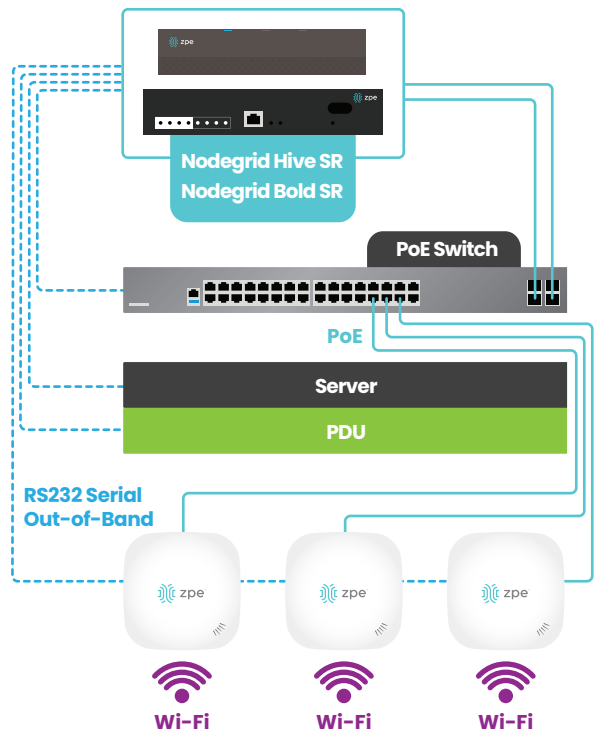 zpe
zpe
Nodegrid Hive SR
Nodegrid Bold SR
PoE Switch
PoE
Server
PDU
RS232 Serial
Out-of-Band
zpe
zpe
zpe
Wi-Fi
Wi-Fi
Wi-Fi